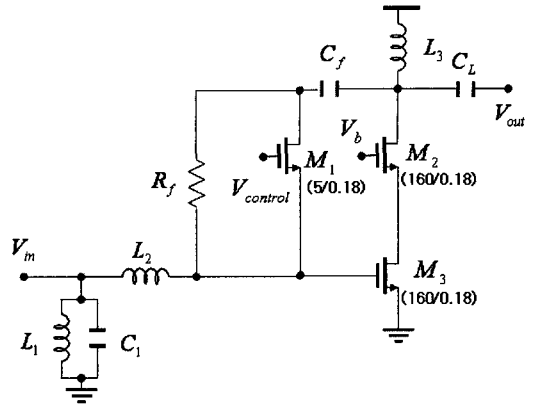 C_f
L_3
C_L
V_out
V_b
M_1
(5/0.18)
M_2
(160/0.18)
R_f
V_control
V_in
L_2
M_3
(160/0.18)
L_1
C_1